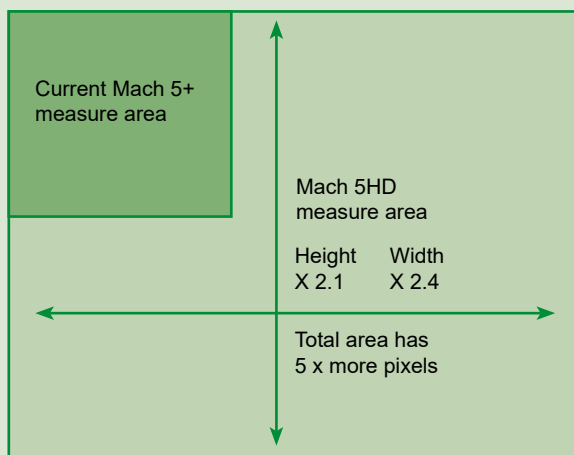 Current Mach 5+
measure area
Mach 5HD
measure area
Height Width
X 2.1 X 2.4
Total area has
5 x more pixels